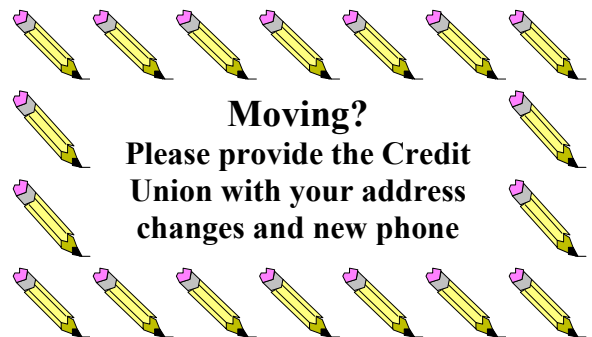 Moving?
Please provide the Credit
Union with your address
changes and new phone